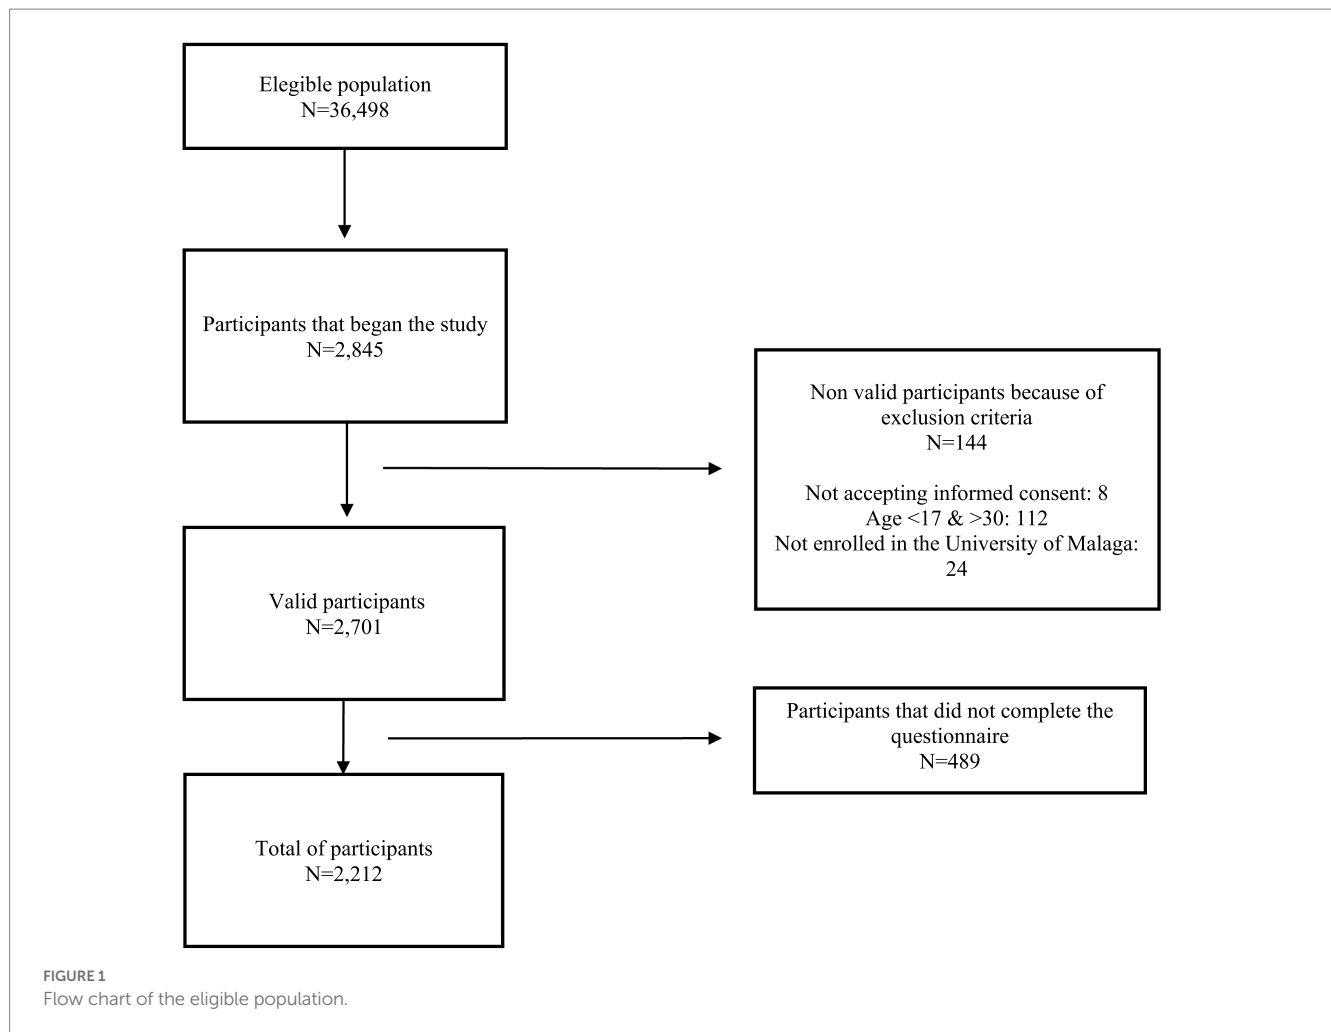 Elegible population
N=36,498
Participants that began the study
N=2,845
Non valid participants because of
exclusion criteria
N=144
Not accepting informed consent: 8
Age <17 & >30: 112
Not enrolled in the University of Malaga:
24
Valid participants
N=2,701
Participants that did not complete the
questionnaire
N=489
Total of participants
N=2,212
FIGURE 1
Flow chart of the eligible population.